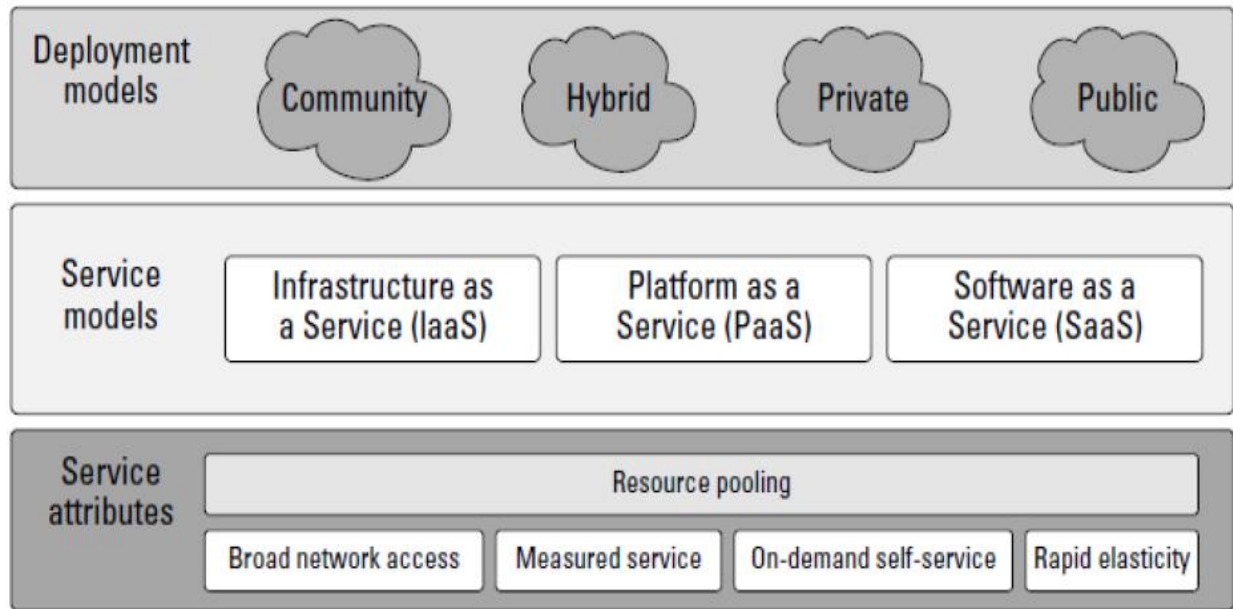 Deployment
models
Community
Hybrid
Private
Public
Service
models
Infrastructure as
a Service (IaaS)
Platform as a
Service (PaaS)
Software as a
Service (SaaS)
Service
attributes
Resource pooling
Broad network access
Measured service
On-demand self-service
Rapid elasticity